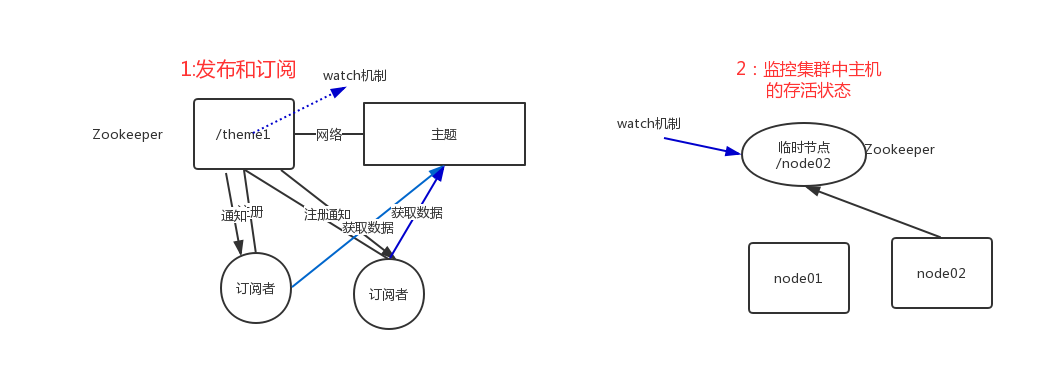 1:发布和订阅
watch机制
Zookeeper
/theme1
网络
主题
通知
注册
注册
通知
获取数据
获取数据
订阅者
订阅者
2：监控集群中主机
的存活状态
watch机制
临时节点
/node02
Zookeeper
node01
node02